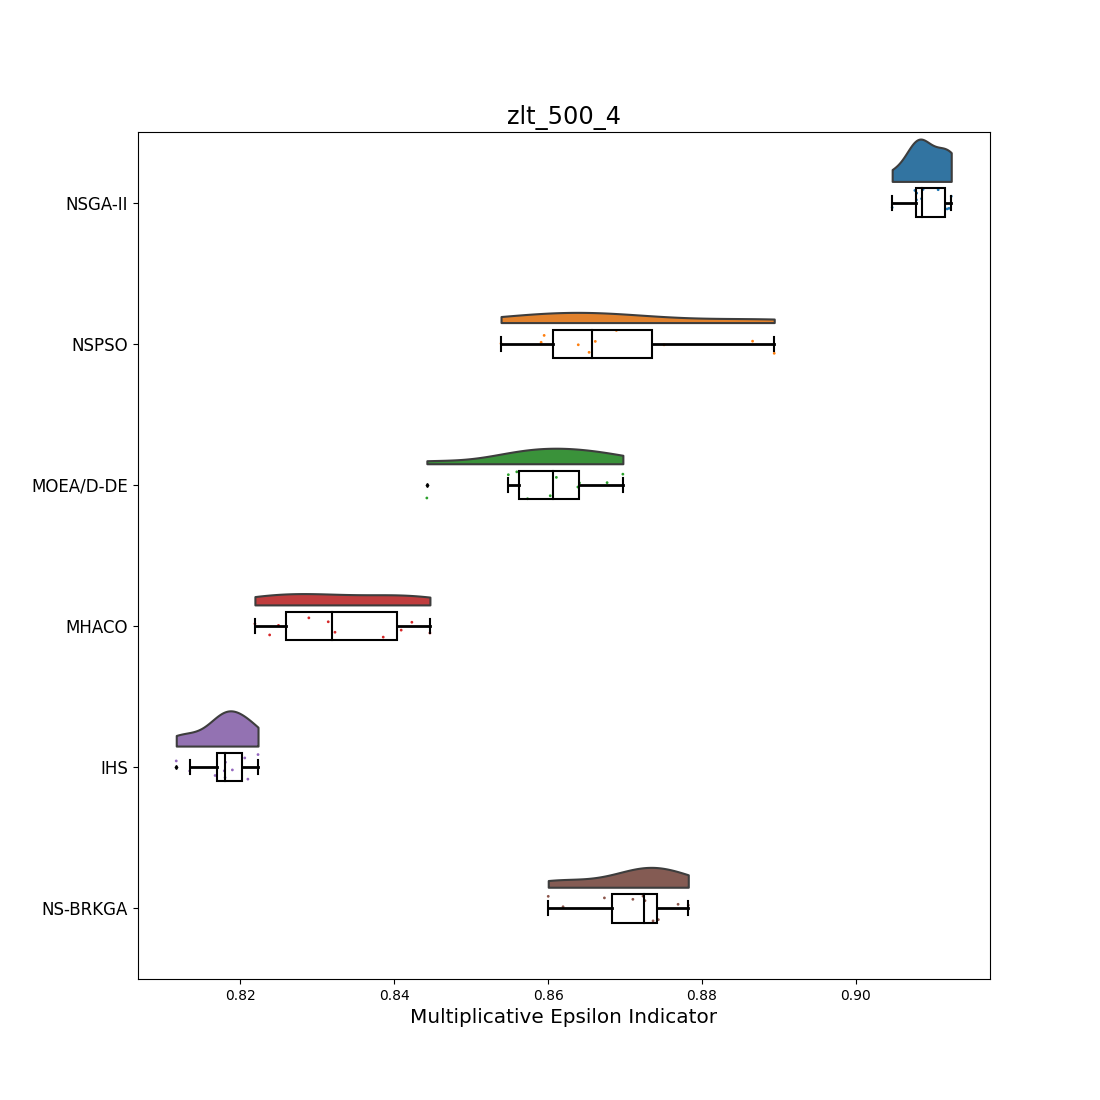 zlt_500_4
NSGA-II
NSPSO
MOEA/D-DE
MHACO
IHS
NS-BRKGA
0.82 0.84 0.86 0.88 0.90
Multiplicative Epsilon Indicator